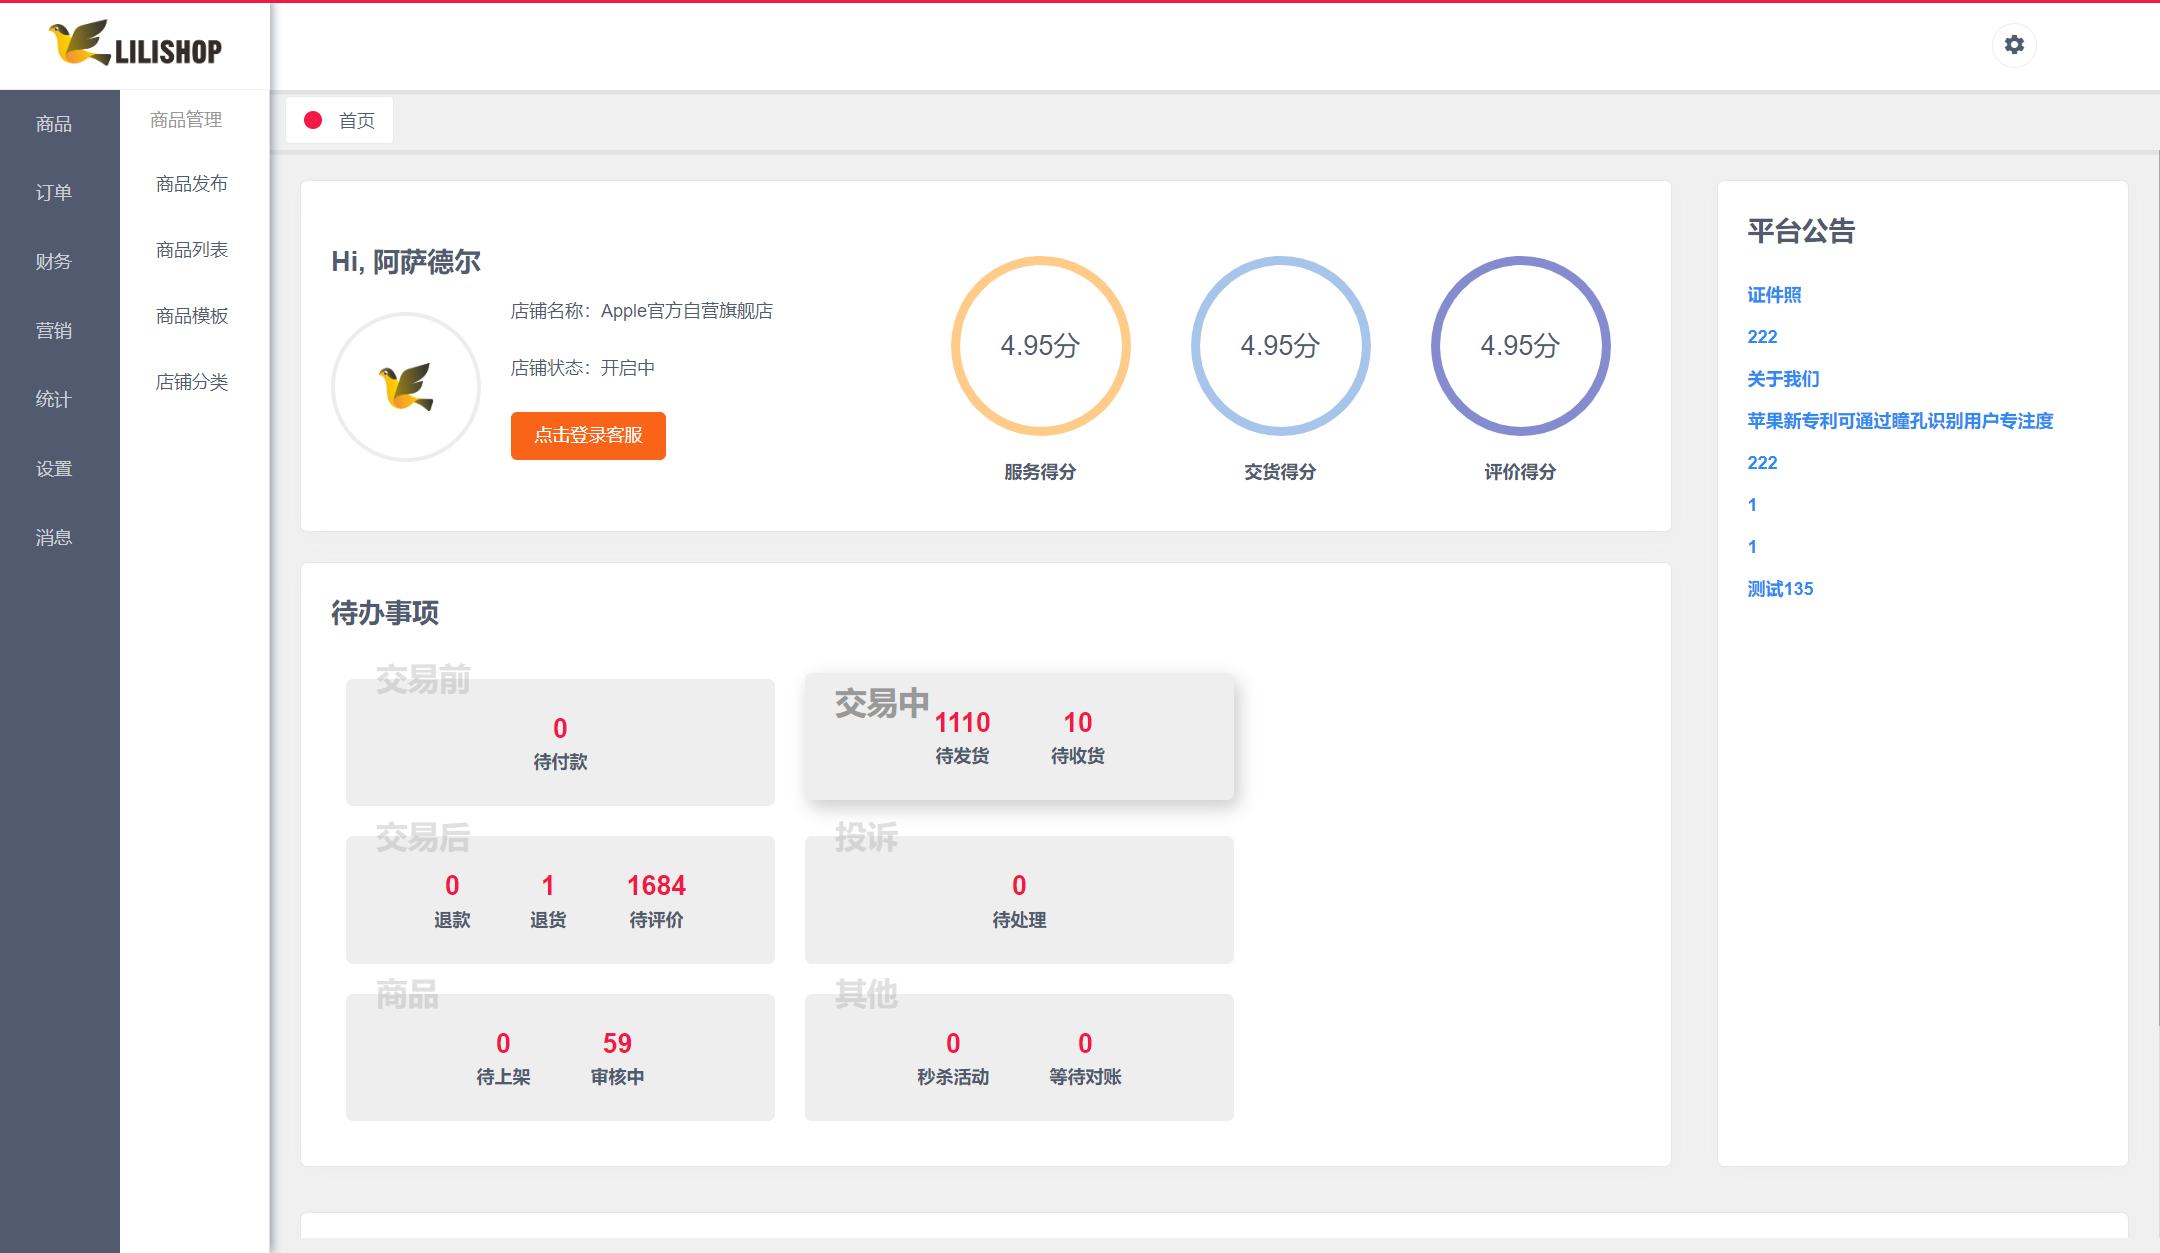 LILISHOP
商品
订单
财务
营销
统计
设置
消息
商品管理
商品发布
商品列表
商品模板
店铺分类
首页
Hi, 阿萨德尔
店铺名称：Apple官方自营旗舰店
店铺状态：开启中
点击登录客服
4.95分
服务得分
4.95分
交货得分
4.95分
评价得分
待办事项
交易前
0
待付款
交易中
1110
待发货
10
待收货
交易后
0
退款
1
退货
1684
待评价
投诉
0
待处理
商品
0
待上架
59
审核中
其他
0
秒杀活动
0
等待对账
平台公告
证件照
222
关于我们
苹果新专利可通过瞳孔识别用户专注度
222
1
1
测试135